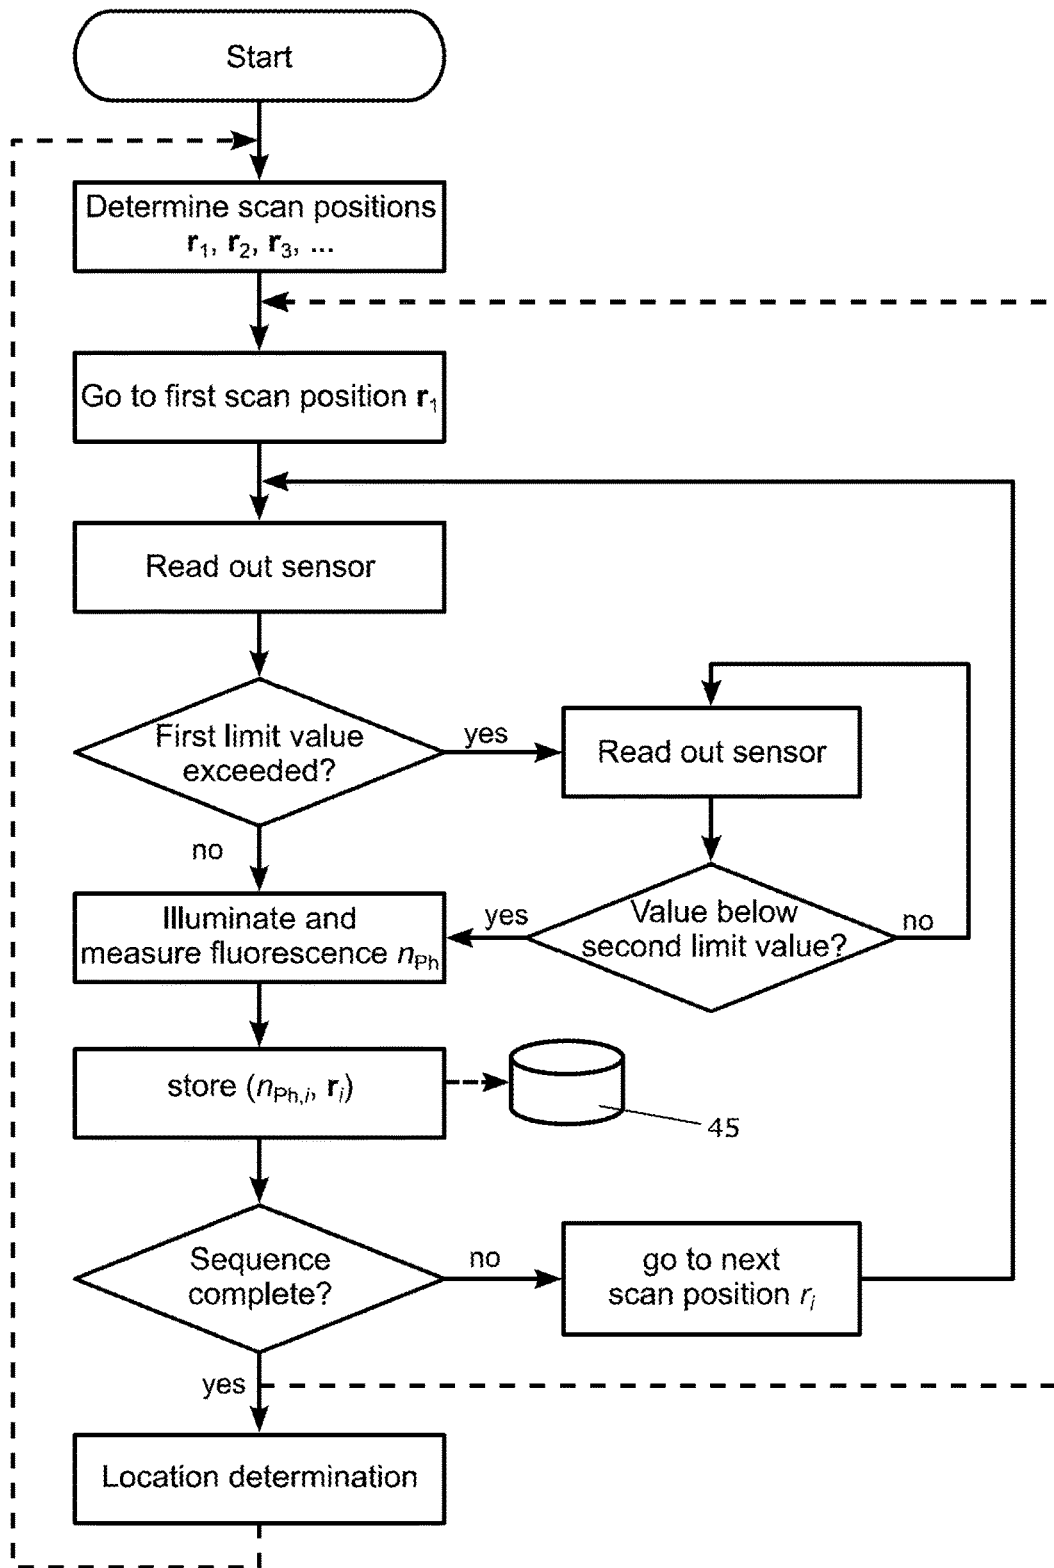 Start
Determine scan positions
r₁, r₂, r₃, ...
Go to first scan position r₁
Read out sensor
First limit value
exceeded?
yes
Read out sensor
no
Illuminate and
measure fluorescence nPh
yes
Value below
second limit value?
no
store (nPh,i, rᵢ)
45
Sequence
complete?
no
go to next
scan position rᵢ
yes
Location determination